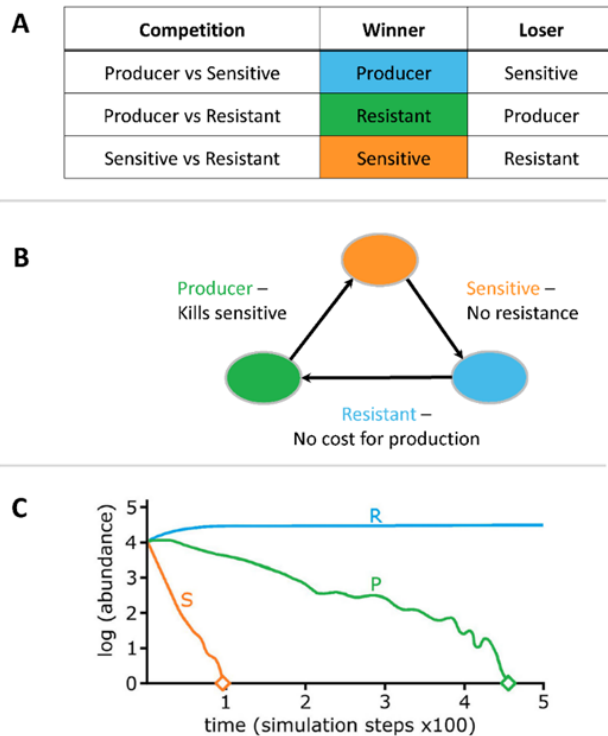 A
Competition Winner Loser
Producer vs Sensitive Producer Sensitive
Producer vs Resistant Resistant Producer
Sensitive vs Resistant Sensitive Resistant
B
Producer –
Kills sensitive
Sensitive –
No resistance
Resistant –
No cost for production
C
log (abundance)
5
4
3
2
1
0
R
S
P
1 2 3 4 5
time (simulation steps x100)